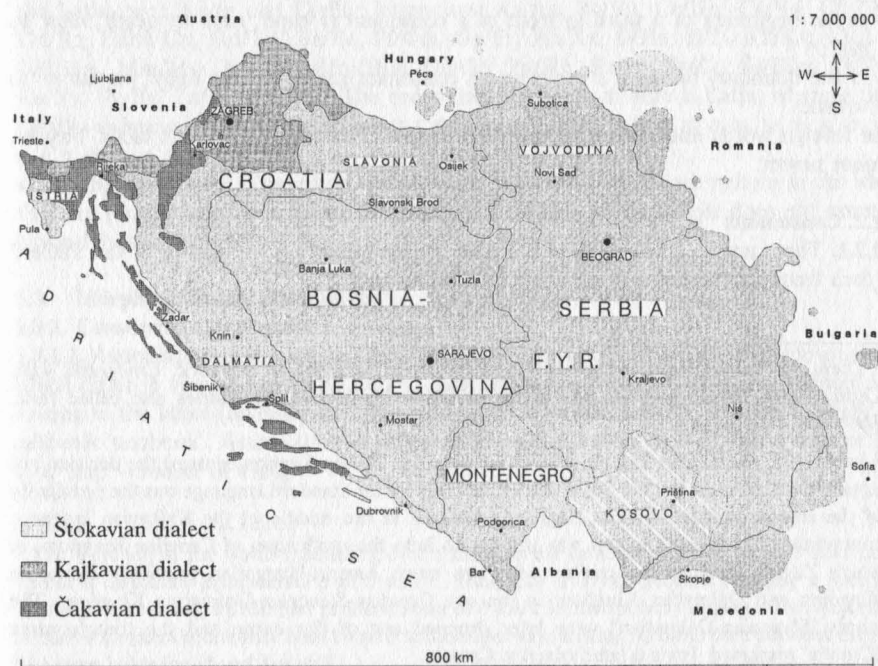 Austria
1 : 7 000 000
N
W E
S
Hungary
Péca
Ljubljana
Slovenia
ZAGREB
Subotica
Italy
Trieste
Karlovac
Romania
Rijeka
SLAVONIA
Osijek
VOJVODINA
Novi Sad
CROATIA
ISTRIA
Slavonski Brod
Pula
BEOGRAD
Banja Luka
Tuzla
BOSNIA-
SERBIA
Zadar
Knin
Bulgaria
DALMATIA
SARAJEVO
F.Y.R.
Kraljevo
HERCEGOVINA
Šibenik
Split
Niš
Mostar
MONTENEGRO
Sofia
Priština
KOSOVO
Dubrovnik
Podgorica
Bar
Albania
Skopje
Macedonia
ADRIATIC SEA
Štokavian dialect
Kajkavian dialect
Čakavian dialect
800 km